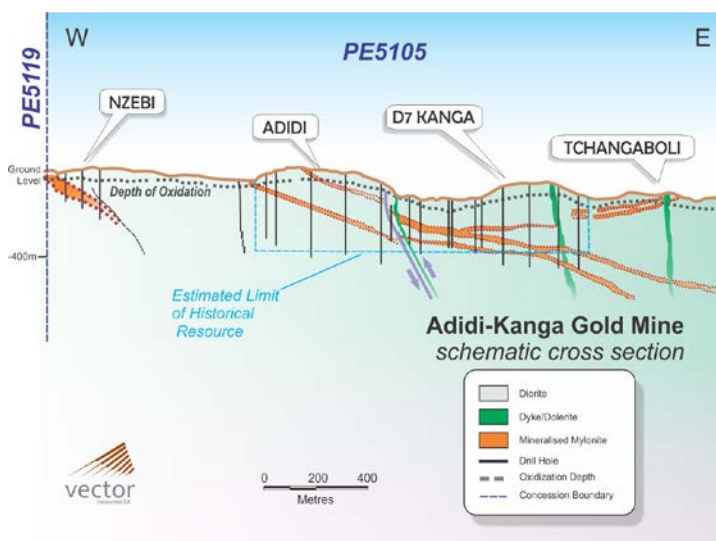 W
PE5105
E
PE5119
NZEBI
ADIDI
D7 KANGA
TCHANGABOLI
Ground
Level
Depth of Oxidation
-400m
Estimated Limit
of Historical
Resource
Adidi-Kanga Gold Mine
schematic cross section
Diorite
Dyke/Dolerite
Mineralised Mylonite
Drill Hole
Oxidization Depth
Concession Boundary
vector
0 200 400
Metres